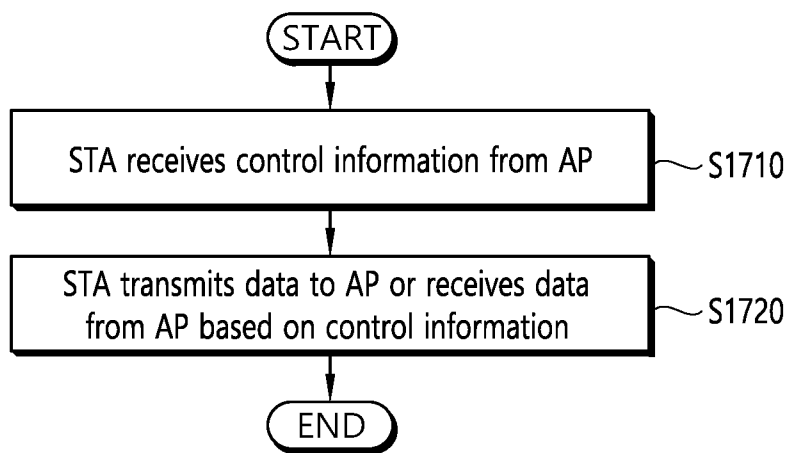 START
STA receives control information from AP
S1710
STA transmits data to AP or receives data
from AP based on control information
S1720
END